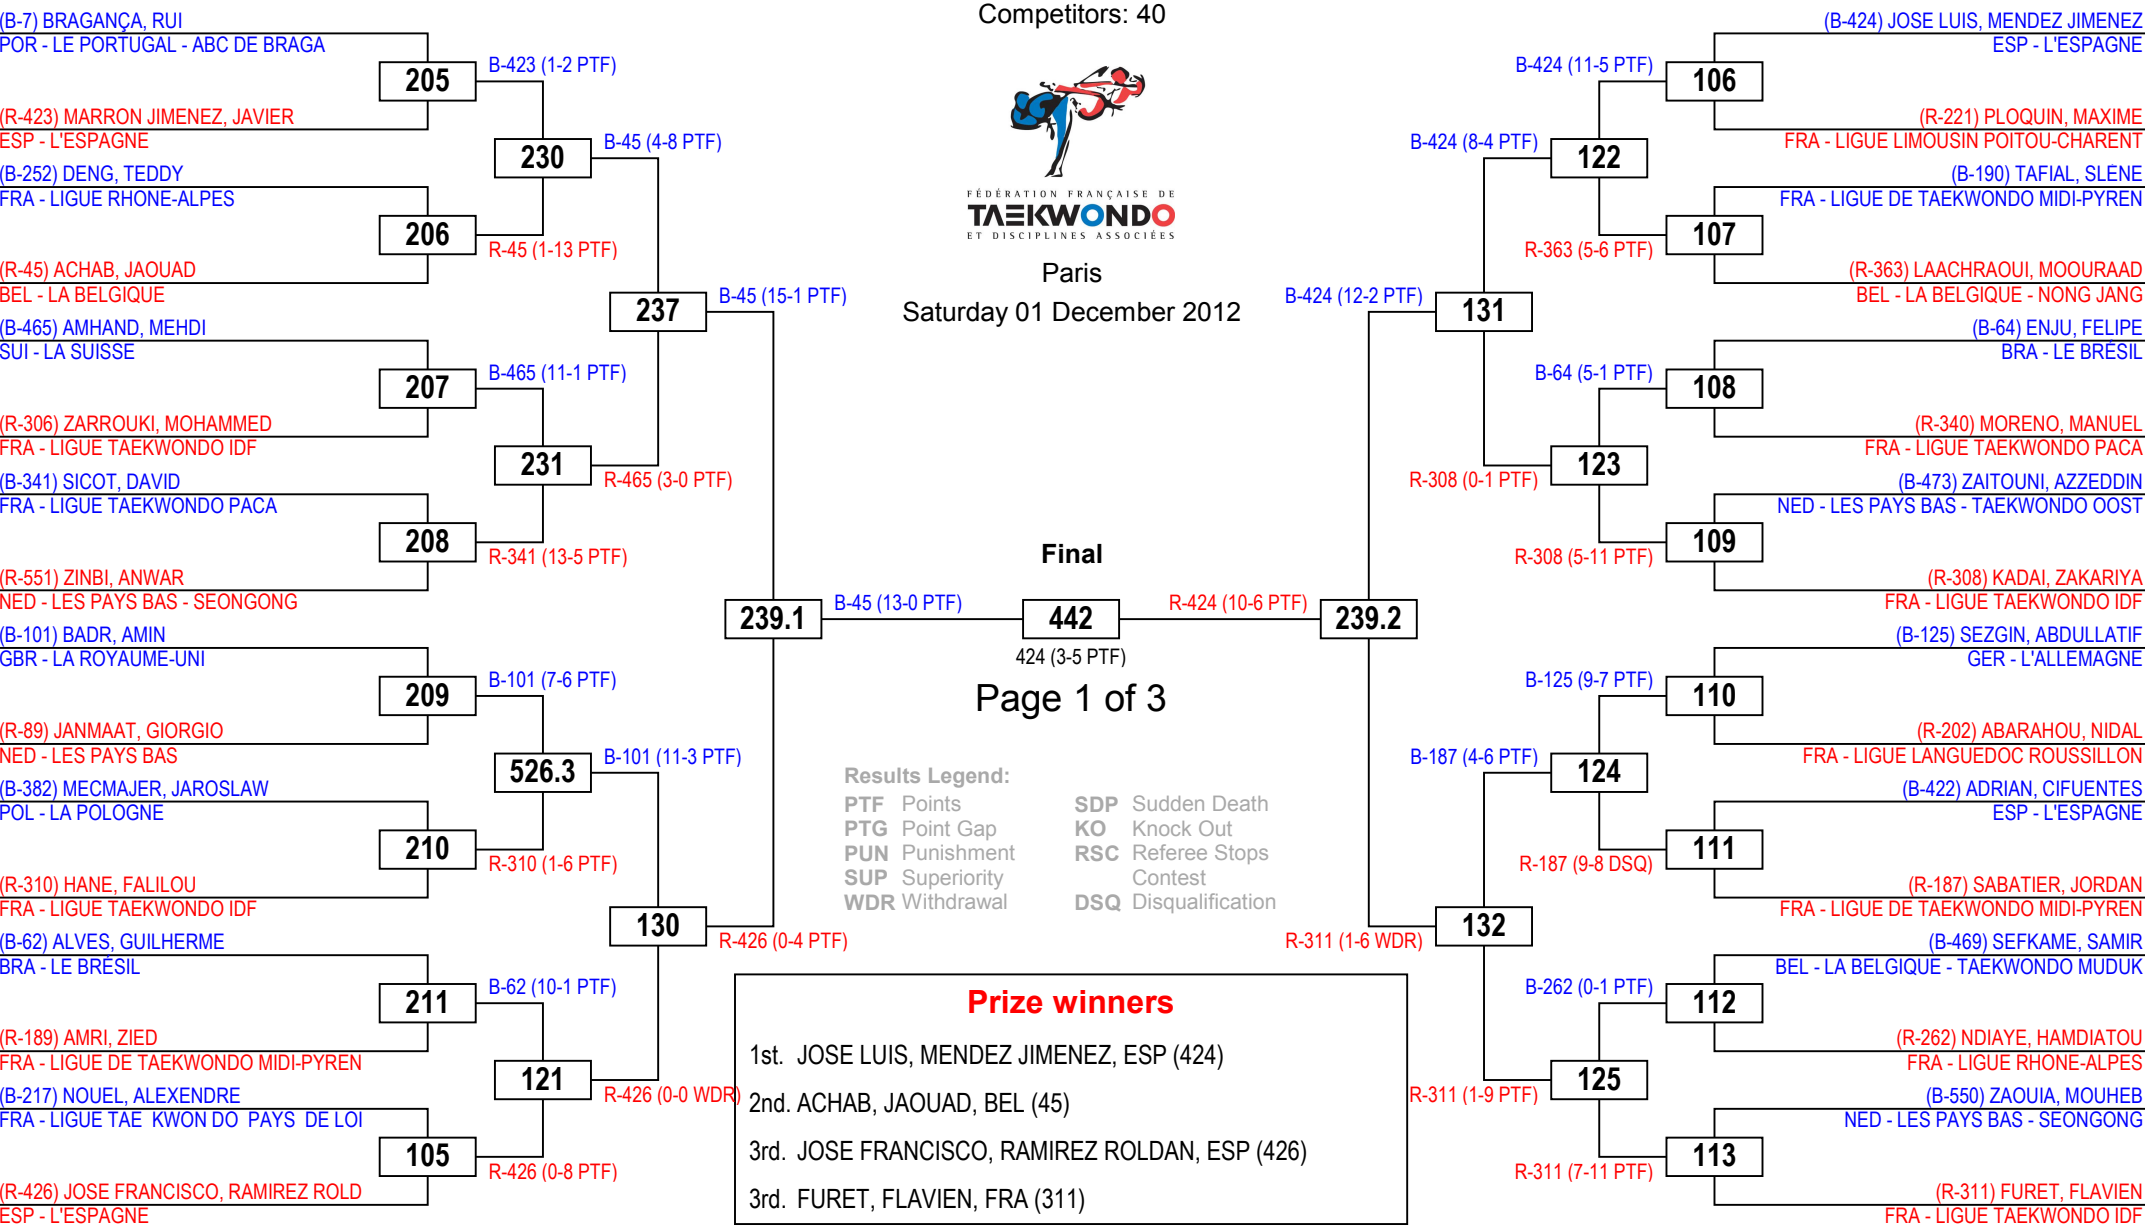 Competitors: 40
FÉDÉRATION FRANÇAISE DE
TAEKWONDO
ET DISCIPLINES ASSOCIÉES
Paris
Saturday 01 December 2012
(B-7) BRAGANÇA, RUI
POR - LE PORTUGAL - ABC DE BRAGA
205
B-423 (1-2 PTF)
(R-423) MARRON JIMENEZ, JAVIER
ESP - L'ESPAGNE
230
B-45 (4-8 PTF)
(B-252) DENG, TEDDY
FRA - LIGUE RHONE-ALPES
206
R-45 (1-13 PTF)
(R-45) ACHAB, JAOUAD
BEL - LA BELGIQUE
237
B-45 (15-1 PTF)
(B-465) AMHAND, MEHDI
SUI - LA SUISSE
207
B-465 (11-1 PTF)
(R-306) ZARROUKI, MOHAMMED
FRA - LIGUE TAEKWONDO IDF
231
R-465 (3-0 PTF)
(B-341) SICOT, DAVID
FRA - LIGUE TAEKWONDO PACA
208
R-341 (13-5 PTF)
(R-551) ZINBI, ANWAR
NED - LES PAYS BAS - SEONGONG
239.1
B-45 (13-0 PTF)
(B-101) BADR, AMIN
GBR - LA ROYAUME-UNI
209
B-101 (7-6 PTF)
(R-89) JANMAAT, GIORGIO
NED - LES PAYS BAS
526.3
B-101 (11-3 PTF)
(B-382) MECMAJER, JAROSLAW
POL - LA POLOGNE
210
R-310 (1-6 PTF)
(R-310) HANE, FALILOU
FRA - LIGUE TAEKWONDO IDF
130
R-426 (0-4 PTF)
(B-62) ALVES, GUILHERME
BRA - LE BRÉSIL
211
B-62 (10-1 PTF)
(R-189) AMRI, ZIED
FRA - LIGUE DE TAEKWONDO MIDI-PYREN
121
R-426 (0-0 WDR)
(B-217) NOUEL, ALEXENDRE
FRA - LIGUE TAE KWON DO PAYS DE LOI
105
R-426 (0-8 PTF)
(R-426) JOSE FRANCISCO, RAMIREZ ROLD
ESP - L'ESPAGNE
Final
442
424 (3-5 PTF)
Page 1 of 3
Results Legend:
PTF Points
PTG Point Gap
PUN Punishment
SUP Superiority
WDR Withdrawal
SDP Sudden Death
KO Knock Out
RSC Referee Stops
Contest
DSQ Disqualification
Prize winners
1st. JOSE LUIS, MENDEZ JIMENEZ, ESP (424)
2nd. ACHAB, JAOUAD, BEL (45)
3rd. JOSE FRANCISCO, RAMIREZ ROLDAN, ESP (426)
3rd. FURET, FLAVIEN, FRA (311)
(B-424) JOSE LUIS, MENDEZ JIMENEZ
ESP - L'ESPAGNE
B-424 (11-5 PTF)
106
(R-221) PLOQUIN, MAXIME
FRA - LIGUE LIMOUSIN POITOU-CHARENT
B-424 (8-4 PTF)
122
(B-190) TAFIAL, SLENE
FRA - LIGUE DE TAEKWONDO MIDI-PYREN
R-363 (5-6 PTF)
107
(R-363) LAACHRAOUI, MOOURAAD
BEL - LA BELGIQUE - NONG JANG
B-424 (12-2 PTF)
131
(B-64) ENJU, FELIPE
BRA - LE BRÉSIL
B-64 (5-1 PTF)
108
(R-340) MORENO, MANUEL
FRA - LIGUE TAEKWONDO PACA
R-308 (0-1 PTF)
123
(B-473) ZAITOUNI, AZZEDDIN
NED - LES PAYS BAS - TAEKWONDO OOST
R-308 (5-11 PTF)
109
(R-308) KADAI, ZAKARIYA
FRA - LIGUE TAEKWONDO IDF
R-424 (10-6 PTF)
239.2
(B-125) SEZGIN, ABDULLATIF
GER - L'ALLEMAGNE
B-125 (9-7 PTF)
110
(R-202) ABARAHOU, NIDAL
FRA - LIGUE LANGUEDOC ROUSSILLON
B-187 (4-6 PTF)
124
(B-422) ADRIAN, CIFUENTES
ESP - L'ESPAGNE
R-187 (9-8 DSQ)
111
(R-187) SABATIER, JORDAN
FRA - LIGUE DE TAEKWONDO MIDI-PYREN
R-311 (1-6 WDR)
132
(B-469) SEFKAME, SAMIR
BEL - LA BELGIQUE - TAEKWONDO MUDUK
B-262 (0-1 PTF)
112
(R-262) NDIAYE, HAMDIATOU
FRA - LIGUE RHONE-ALPES
R-311 (1-9 PTF)
125
(B-550) ZAOUIA, MOUHEB
NED - LES PAYS BAS - SEONGONG
R-311 (7-11 PTF)
113
(R-311) FURET, FLAVIEN
FRA - LIGUE TAEKWONDO IDF